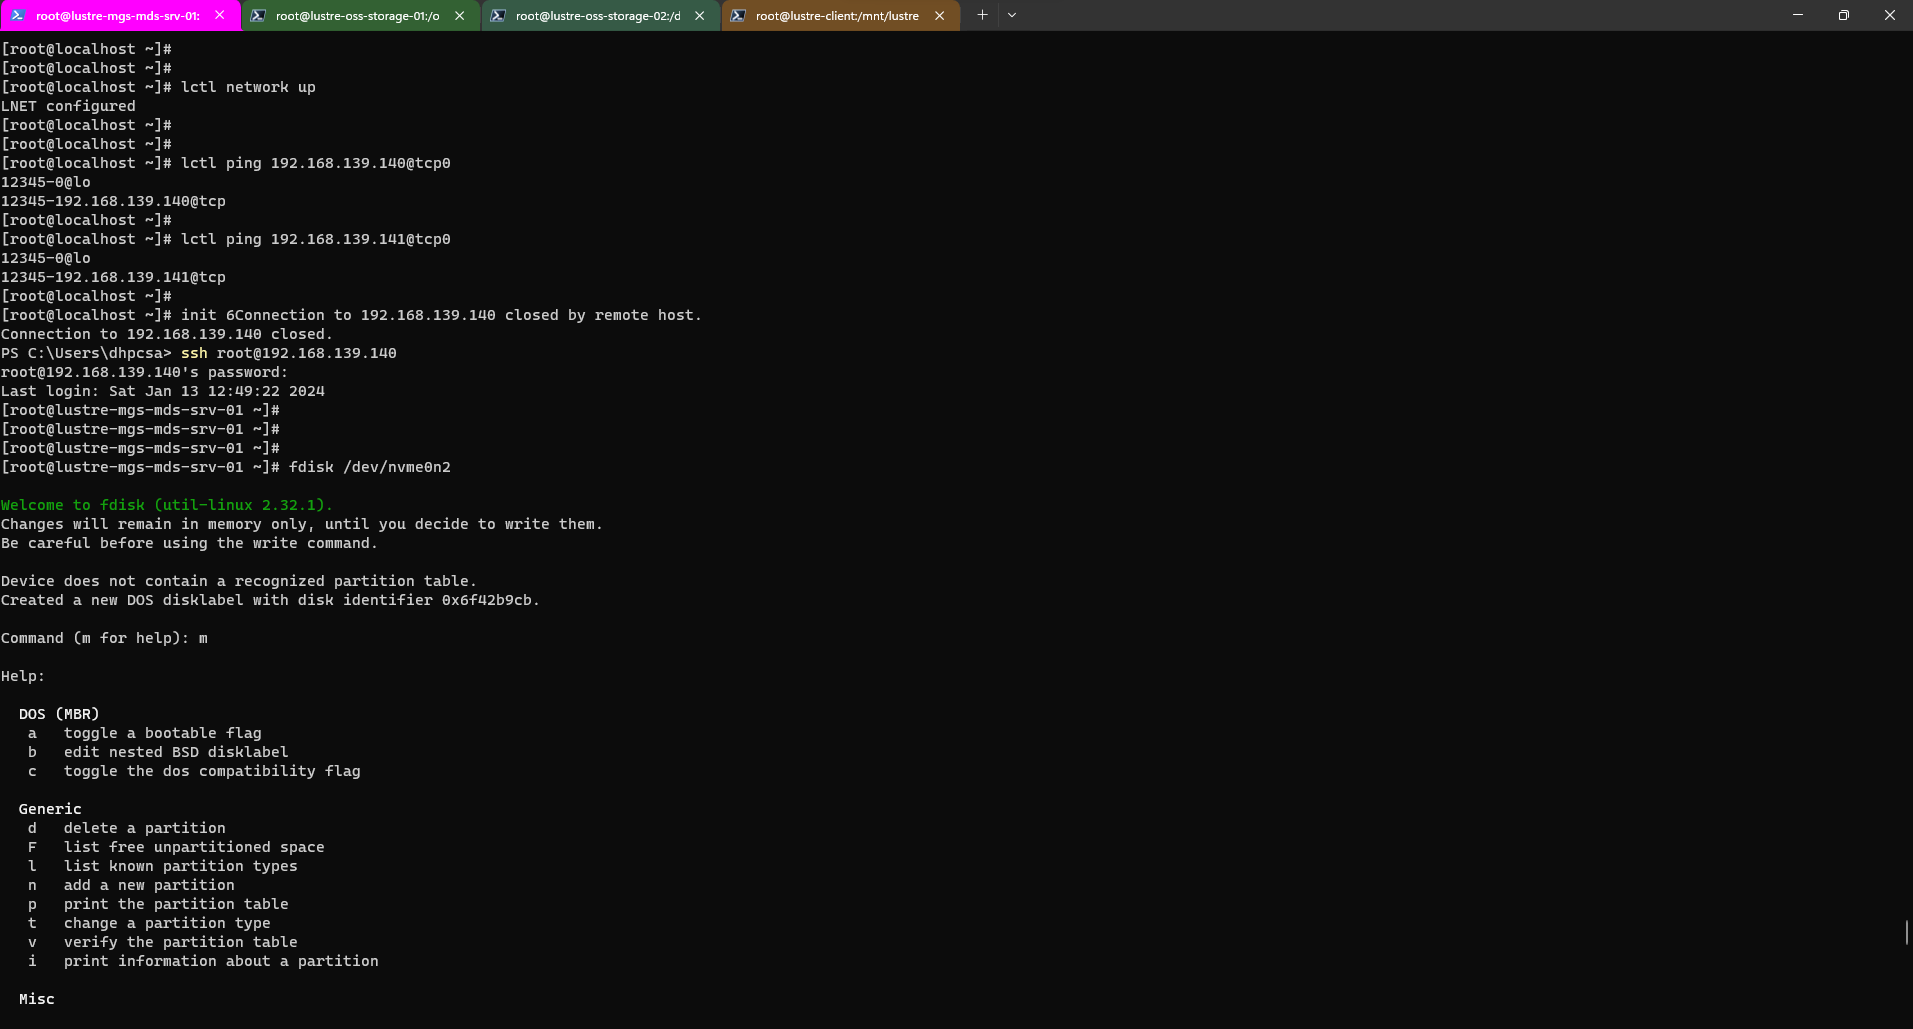 root@lustre-mgs-mds-srv-01:
root@lustre-oss-storage-01:/o
root@lustre-oss-storage-02:/d
root@lustre-client:/mnt/lustre
[root@localhost ~]#
[root@localhost ~]#
[root@localhost ~]# lctl network up
LNET configured
[root@localhost ~]#
[root@localhost ~]#
[root@localhost ~]# lctl ping 192.168.139.140@tcp0
12345-0@lo
12345-192.168.139.140@tcp
[root@localhost ~]#
[root@localhost ~]# lctl ping 192.168.139.141@tcp0
12345-0@lo
12345-192.168.139.141@tcp
[root@localhost ~]#
[root@localhost ~]# init 6Connection to 192.168.139.140 closed by remote host.
Connection to 192.168.139.140 closed.
PS C:\Users\dhpcsa> ssh root@192.168.139.140
root@192.168.139.140's password:
Last login: Sat Jan 13 12:49:22 2024
[root@lustre-mgs-mds-srv-01 ~]#
[root@lustre-mgs-mds-srv-01 ~]#
[root@lustre-mgs-mds-srv-01 ~]#
[root@lustre-mgs-mds-srv-01 ~]# fdisk /dev/nvme0n2
Welcome to fdisk (util-linux 2.32.1).
Changes will remain in memory only, until you decide to write them.
Be careful before using the write command.
Device does not contain a recognized partition table.
Created a new DOS disklabel with disk identifier 0x6f42b9cb.
Command (m for help): m
Help:
DOS (MBR)
a   toggle a bootable flag
b   edit nested BSD disklabel
c   toggle the dos compatibility flag
Generic
d   delete a partition
F   list free unpartitioned space
l   list known partition types
n   add a new partition
p   print the partition table
t   change a partition type
v   verify the partition table
i   print information about a partition
Misc